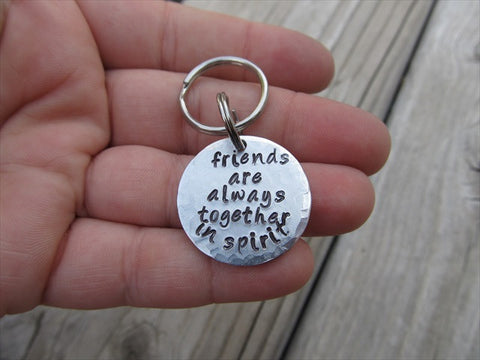 friends
are
always
together
in spirit